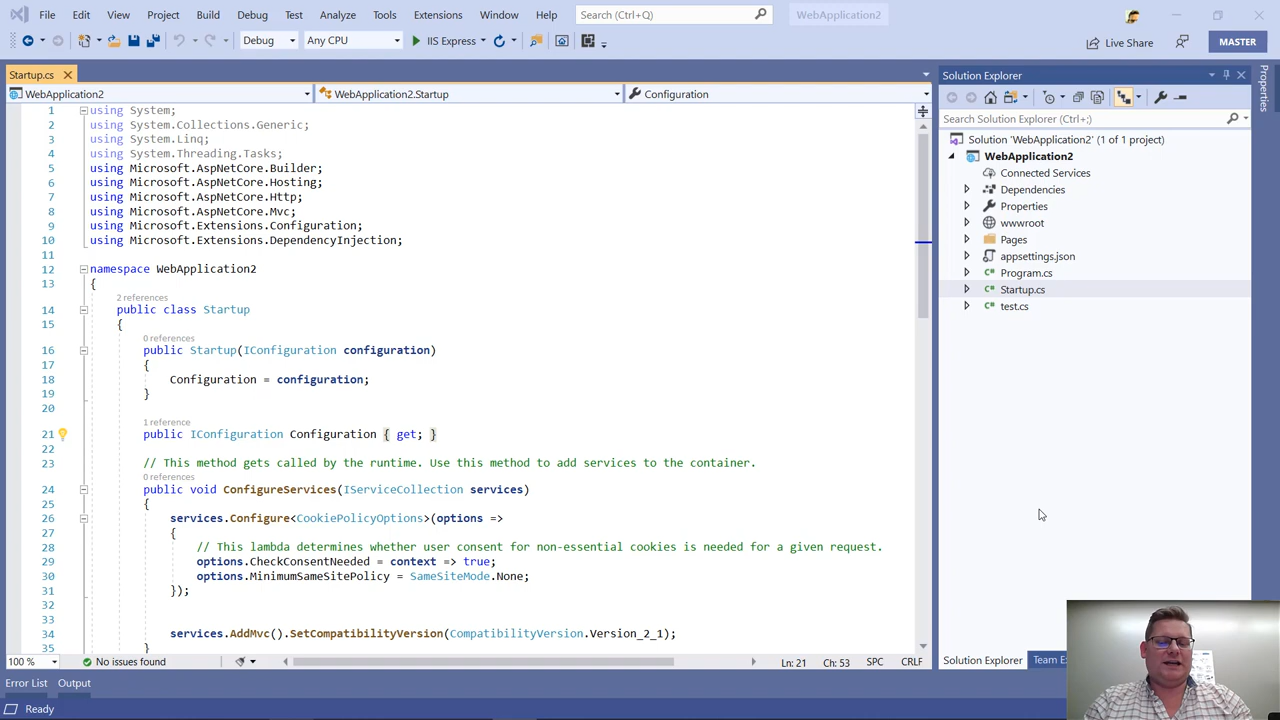 File Edit View Project Build Debug Test Analyze Tools Extensions Window Help Search (Ctrl+Q) WebApplication2
Debug Any CPU IIS Express Live Share MASTER
Startup.cs
WebApplication2 WebApplication2.Startup Configuration
1 using System;
2 using System.Collections.Generic;
3 using System.Linq;
4 using System.Threading.Tasks;
5 using Microsoft.AspNetCore.Builder;
6 using Microsoft.AspNetCore.Hosting;
7 using Microsoft.AspNetCore.Http;
8 using Microsoft.AspNetCore.Mvc;
9 using Microsoft.Extensions.Configuration;
10 using Microsoft.Extensions.DependencyInjection;
11
12 namespace WebApplication2
13 {
2 references
14 public class Startup
15 {
0 references
16 public Startup(IConfiguration configuration)
17 {
18 Configuration = configuration;
19 }
20
1 reference
21 public IConfiguration Configuration { get; }
22
23 // This method gets called by the runtime. Use this method to add services to the container.
0 references
24 public void ConfigureServices(IServiceCollection services)
25 {
26 services.Configure<CookiePolicyOptions>(options =>
27 {
28 // This lambda determines whether user consent for non-essential cookies is needed for a given request.
29 options.CheckConsentNeeded = context => true;
30 options.MinimumSameSitePolicy = SameSiteMode.None;
31 });
32
33
34 services.AddMvc().SetCompatibilityVersion(CompatibilityVersion.Version_2_1);
35 }
100 % No issues found Ln: 21 Ch: 53 SPC CRLF
Error List Output
Ready
Solution Explorer
Search Solution Explorer (Ctrl+;)
Solution 'WebApplication2' (1 of 1 project)
WebApplication2
Connected Services
Dependencies
Properties
wwwroot
Pages
appsettings.json
Program.cs
Startup.cs
test.cs
Solution Explorer Team Ex
Properties